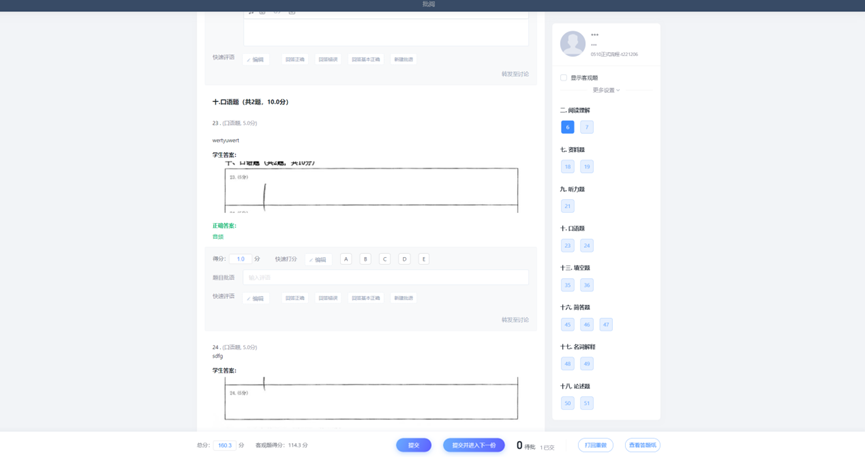 批阅
快速评语 编辑 回答正确 回答错误 回答基本正确 新建批语
转发至讨论
十.口语题（共2题，10.0分）
23 . (口语题, 5.0分)
wertyuwert
学生答案:
十、口语题（共2题，共10分）
23. (5分)
正确答案:
得分: 1.0 分 快速打分 编辑 A B C D E
题目批语 输入评语
快速评语 编辑 回答正确 回答错误 回答基本正确 新建批语
转发至讨论
24 . (口语题, 5.0分)
sdfg
学生答案:
24. (5分)
显示客观题
更多设置
二. 阅读理解
6 7
七. 资料题
18 19
九. 听力题
21
十. 口语题
23 24
十三. 填空题
35 36
十六. 简答题
45 46 47
十七. 名词解释
48 49
十八. 论述题
50 51
总分: 160.3 分 客观题得分: 114.3 分 提交 提交并进入下一份 0 待批 1 已交 打回重做 查看答题纸